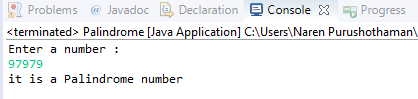 Problems @ Javadoc Declaration Console Progress
<terminated> Palindrome [Java Application] C:\Users\Naren Purushothaman\
Enter a number :
97979
it is a Palindrome number